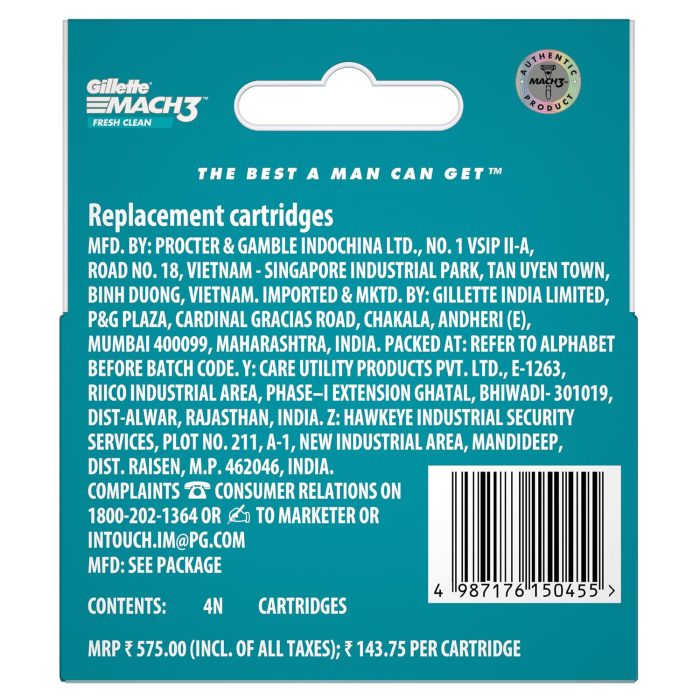 Gillette®
MACH3™
FRESH CLEAN
AUTHENTIC
MACH3
PRODUCT
THE BEST A MAN CAN GET™
Replacement cartridges
MFD. BY: PROCTER & GAMBLE INDOCHINA LTD., NO. 1 VSIP II-A,
ROAD NO. 18, VIETNAM - SINGAPORE INDUSTRIAL PARK, TAN UYEN TOWN,
BINH DUONG, VIETNAM. IMPORTED & MKTD. BY: GILLETTE INDIA LIMITED,
P&G PLAZA, CARDINAL GRACIAS ROAD, CHAKALA, ANDHERI (E),
MUMBAI 400099, MAHARASHTRA, INDIA. PACKED AT: REFER TO ALPHABET
BEFORE BATCH CODE. Y: CARE UTILITY PRODUCTS PVT. LTD., E-1263,
RIICO INDUSTRIAL AREA, PHASE–I EXTENSION GHATAL, BHIWADI- 301019,
DIST-ALWAR, RAJASTHAN, INDIA. Z: HAWKEYE INDUSTRIAL SECURITY
SERVICES, PLOT NO. 211, A-1, NEW INDUSTRIAL AREA, MANDIDEEP,
DIST. RAISEN, M.P. 462046, INDIA.
COMPLAINTS ☎ CONSUMER RELATIONS ON
1800-202-1364 OR ✍ TO MARKETER OR
INTOUCH.IM@PG.COM
MFD: SEE PACKAGE
4 987176 150455 >
CONTENTS: 4N CARTRIDGES
MRP ₹ 575.00 (INCL. OF ALL TAXES); ₹ 143.75 PER CARTRIDGE